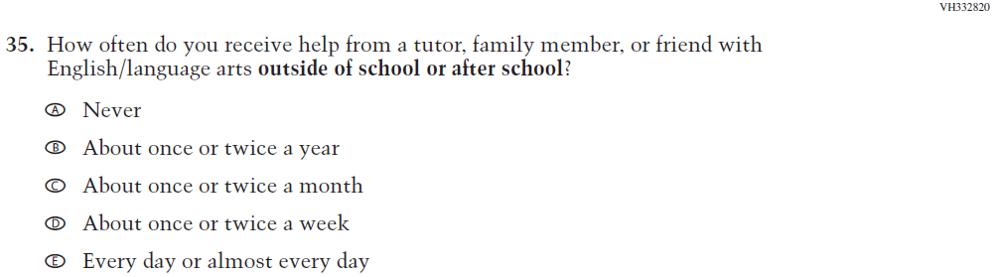 VH332820
35. How often do you receive help from a tutor, family member, or friend with
English/language arts outside of school or after school?
A Never
B About once or twice a year
C About once or twice a month
D About once or twice a week
E Every day or almost every day